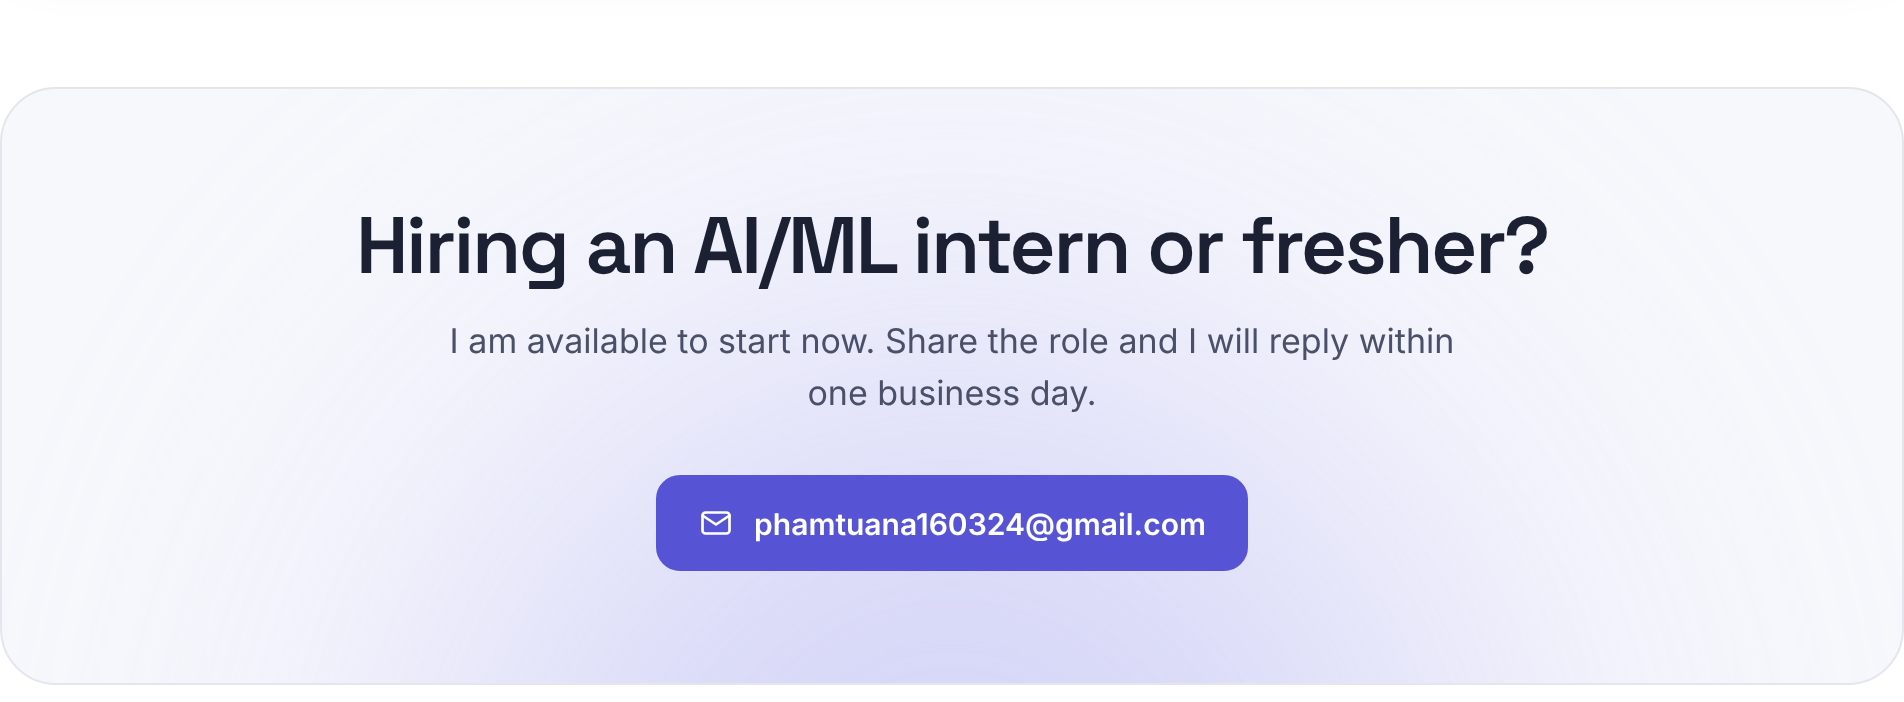 Hiring an AI/ML intern or fresher?
I am available to start now. Share the role and I will reply within
one business day.
phamtuana160324@gmail.com